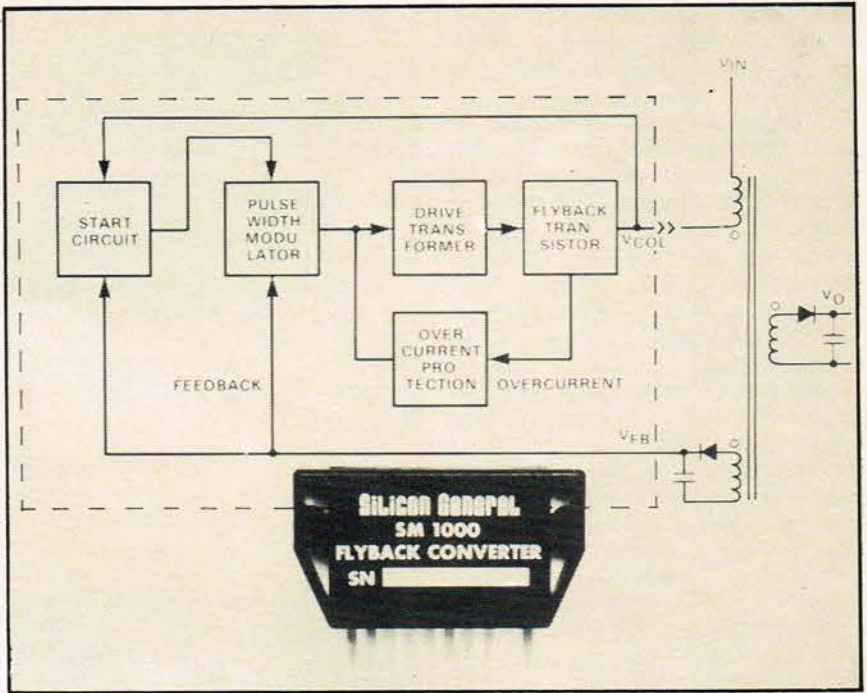 VIN
START
CIRCUIT
PULSE
WIDTH
MODU
LATOR
DRIVE
TRANS
FORMER
FLYBACK
TRAN
SISTOR
VCOL
VO
OVER
CURRENT
PRO
TECTION
FEEDBACK
OVERCURRENT
VFB
Silicon General
SM 1000
FLYBACK CONVERTER
SN